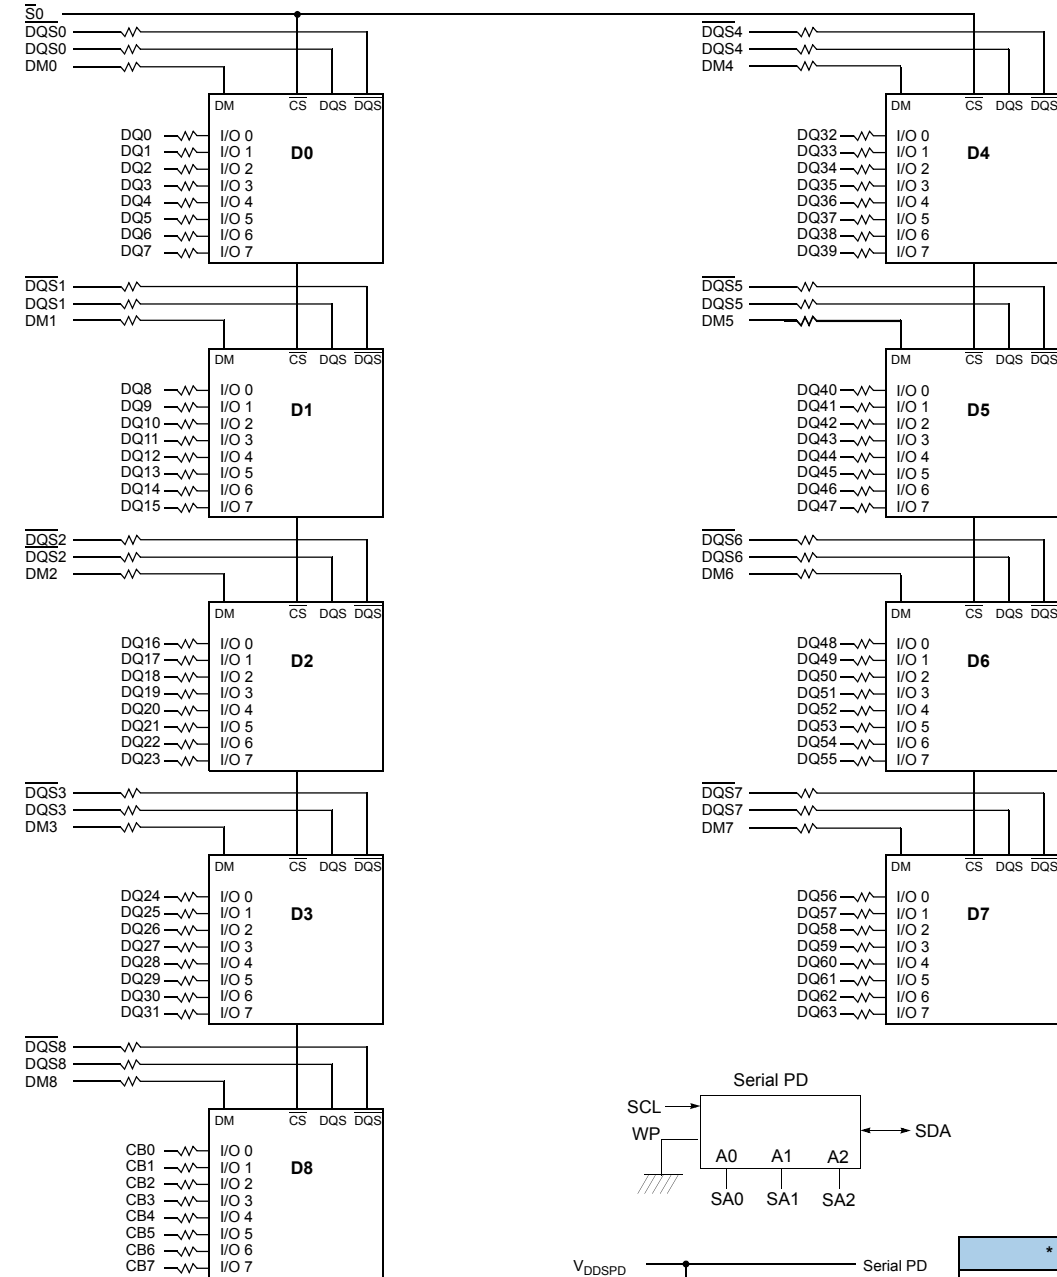 S0
DQS0
DQS0
DM0
DM CS DQS DQS
D0
DQ0 I/O 0
DQ1 I/O 1
DQ2 I/O 2
DQ3 I/O 3
DQ4 I/O 4
DQ5 I/O 5
DQ6 I/O 6
DQ7 I/O 7
DQS1
DQS1
DM1
DM CS DQS DQS
D1
DQ8 I/O 0
DQ9 I/O 1
DQ10 I/O 2
DQ11 I/O 3
DQ12 I/O 4
DQ13 I/O 5
DQ14 I/O 6
DQ15 I/O 7
DQS2
DQS2
DM2
DM CS DQS DQS
D2
DQ16 I/O 0
DQ17 I/O 1
DQ18 I/O 2
DQ19 I/O 3
DQ20 I/O 4
DQ21 I/O 5
DQ22 I/O 6
DQ23 I/O 7
DQS3
DQS3
DM3
DM CS DQS DQS
D3
DQ24 I/O 0
DQ25 I/O 1
DQ26 I/O 2
DQ27 I/O 3
DQ28 I/O 4
DQ29 I/O 5
DQ30 I/O 6
DQ31 I/O 7
DQS8
DQS8
DM8
DM CS DQS DQS
D8
CB0 I/O 0
CB1 I/O 1
CB2 I/O 2
CB3 I/O 3
CB4 I/O 4
CB5 I/O 5
CB6 I/O 6
CB7 I/O 7
DQS4
DQS4
DM4
DM CS DQS DQS
D4
DQ32 I/O 0
DQ33 I/O 1
DQ34 I/O 2
DQ35 I/O 3
DQ36 I/O 4
DQ37 I/O 5
DQ38 I/O 6
DQ39 I/O 7
DQS5
DQS5
DM5
DM CS DQS DQS
D5
DQ40 I/O 0
DQ41 I/O 1
DQ42 I/O 2
DQ43 I/O 3
DQ44 I/O 4
DQ45 I/O 5
DQ46 I/O 6
DQ47 I/O 7
DQS6
DQS6
DM6
DM CS DQS DQS
D6
DQ48 I/O 0
DQ49 I/O 1
DQ50 I/O 2
DQ51 I/O 3
DQ52 I/O 4
DQ53 I/O 5
DQ54 I/O 6
DQ55 I/O 7
DQS7
DQS7
DM7
DM CS DQS DQS
D7
DQ56 I/O 0
DQ57 I/O 1
DQ58 I/O 2
DQ59 I/O 3
DQ60 I/O 4
DQ61 I/O 5
DQ62 I/O 6
DQ63 I/O 7
Serial PD
SCL
WP
SDA
A0 A1 A2
SA0 SA1 SA2
VDDSPD Serial PD
*